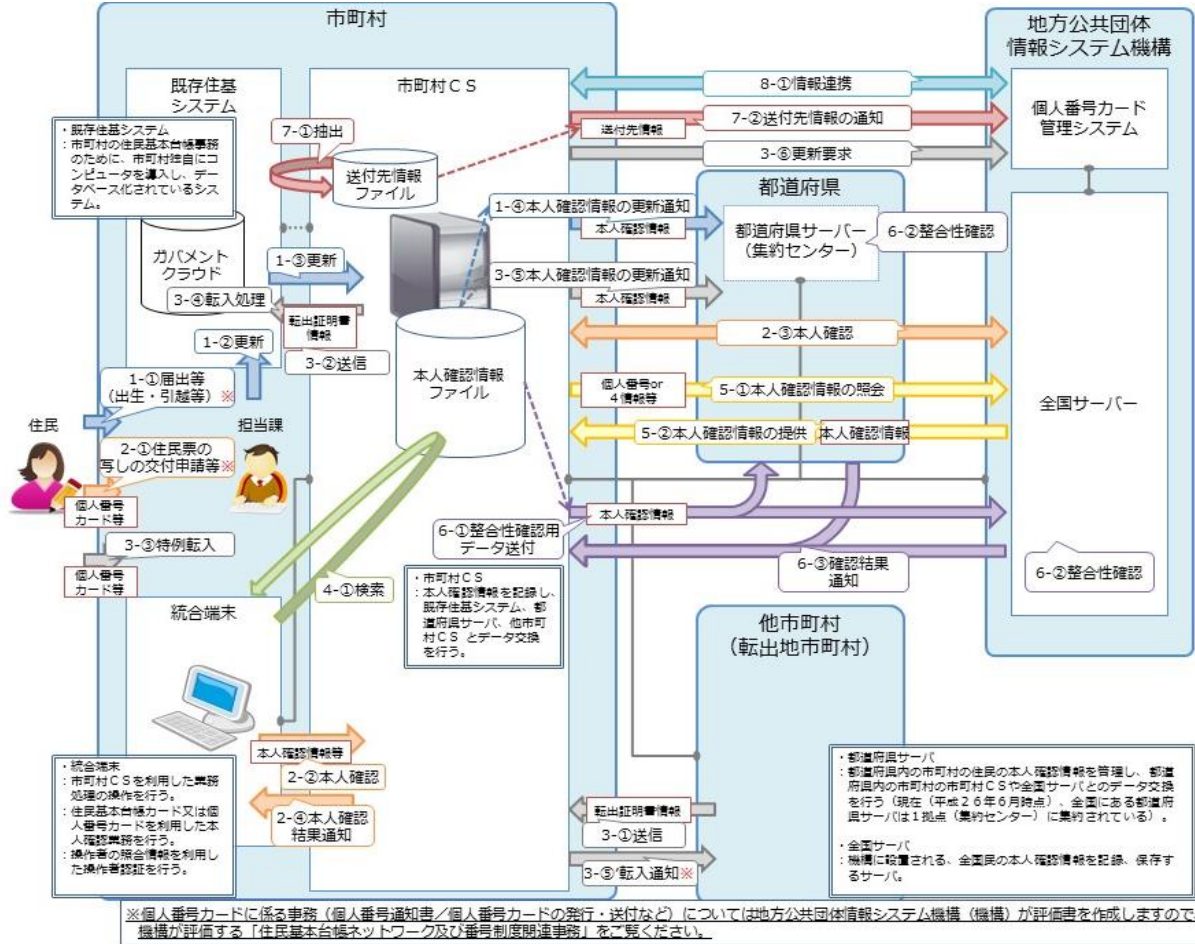 市町村
地方公共団体
情報システム機構
既存住基
システム
市町村CS
個人番号カード
管理システム
8-①情報連携
7-②送付先情報の通知
送付先情報
3-⑥更新要求
・既存住基システム
:市町村の住民基本台帳事務
のために、市町村独自にコ
ンピュータを導入し、デー
タベース化されているシス
テム。
7-①抽出
送付先情報
ファイル
都道府県
1-④本人確認情報の更新通知
本人確認情報
都道府県サーバー
(集約センター)
6-②整合性確認
ガバメント
クラウド
1-③更新
3-⑤本人確認情報の更新通知
本人確認情報
3-④転入処理
転出証明書
情報
3-②送信
2-③本人確認
1-②更新
本人確認情報
ファイル
1-①届出等
(出生・引越等)※
個人番号or
4情報等
5-①本人確認情報の照会
全国サーバー
住民
担当課
5-②本人確認情報の提供
本人確認情報
2-①住民票の
写しの交付申請等※
個人番号
カード等
本人確認情報
6-①整合性確認用
データ送付
3-③特例転入
個人番号
カード等
6-③確認結果
通知
6-②整合性確認
4-①検索
・市町村CS
:本人確認情報を記録し、
既存住基システム、都
道府県サーバ、他市町
村CS とデータ交換
を行う。
統合端末
他市町村
(転出地市町村)
本人確認情報等
2-②本人確認
2-④本人確認
結果通知
・統合端末
:市町村CSを利用した業務
処理の操作を行う。
:住民基本台帳カード又は個
人番号カードを利用した本
人確認業務を行う。
:操作者の照合情報を利用し
た操作者認証を行う。
転出証明書情報
3-①送信
3-⑤'転入通知※
・都道府県サーバ
:都道府県内の市町村の住民の本人確認情報を管理し、都道
府県内の市町村の市町村CSや全国サーバとのデータ交換
を行う(現在(平成26年6月時点)、全国にある都道府
県サーバは1拠点(集約センター)に集約されている)。
・全国サーバ
:機構に設置される、全国民の本人確認情報を記録、保存す
るサーバ。
※個人番号カードに係る事務(個人番号通知書/個人番号カードの発行・送付など)については地方公共団体情報システム機構(機構)が評価書を作成しますので
機構が評価する「住民基本台帳ネットワーク及び番号制度関連事務」をご覧ください。